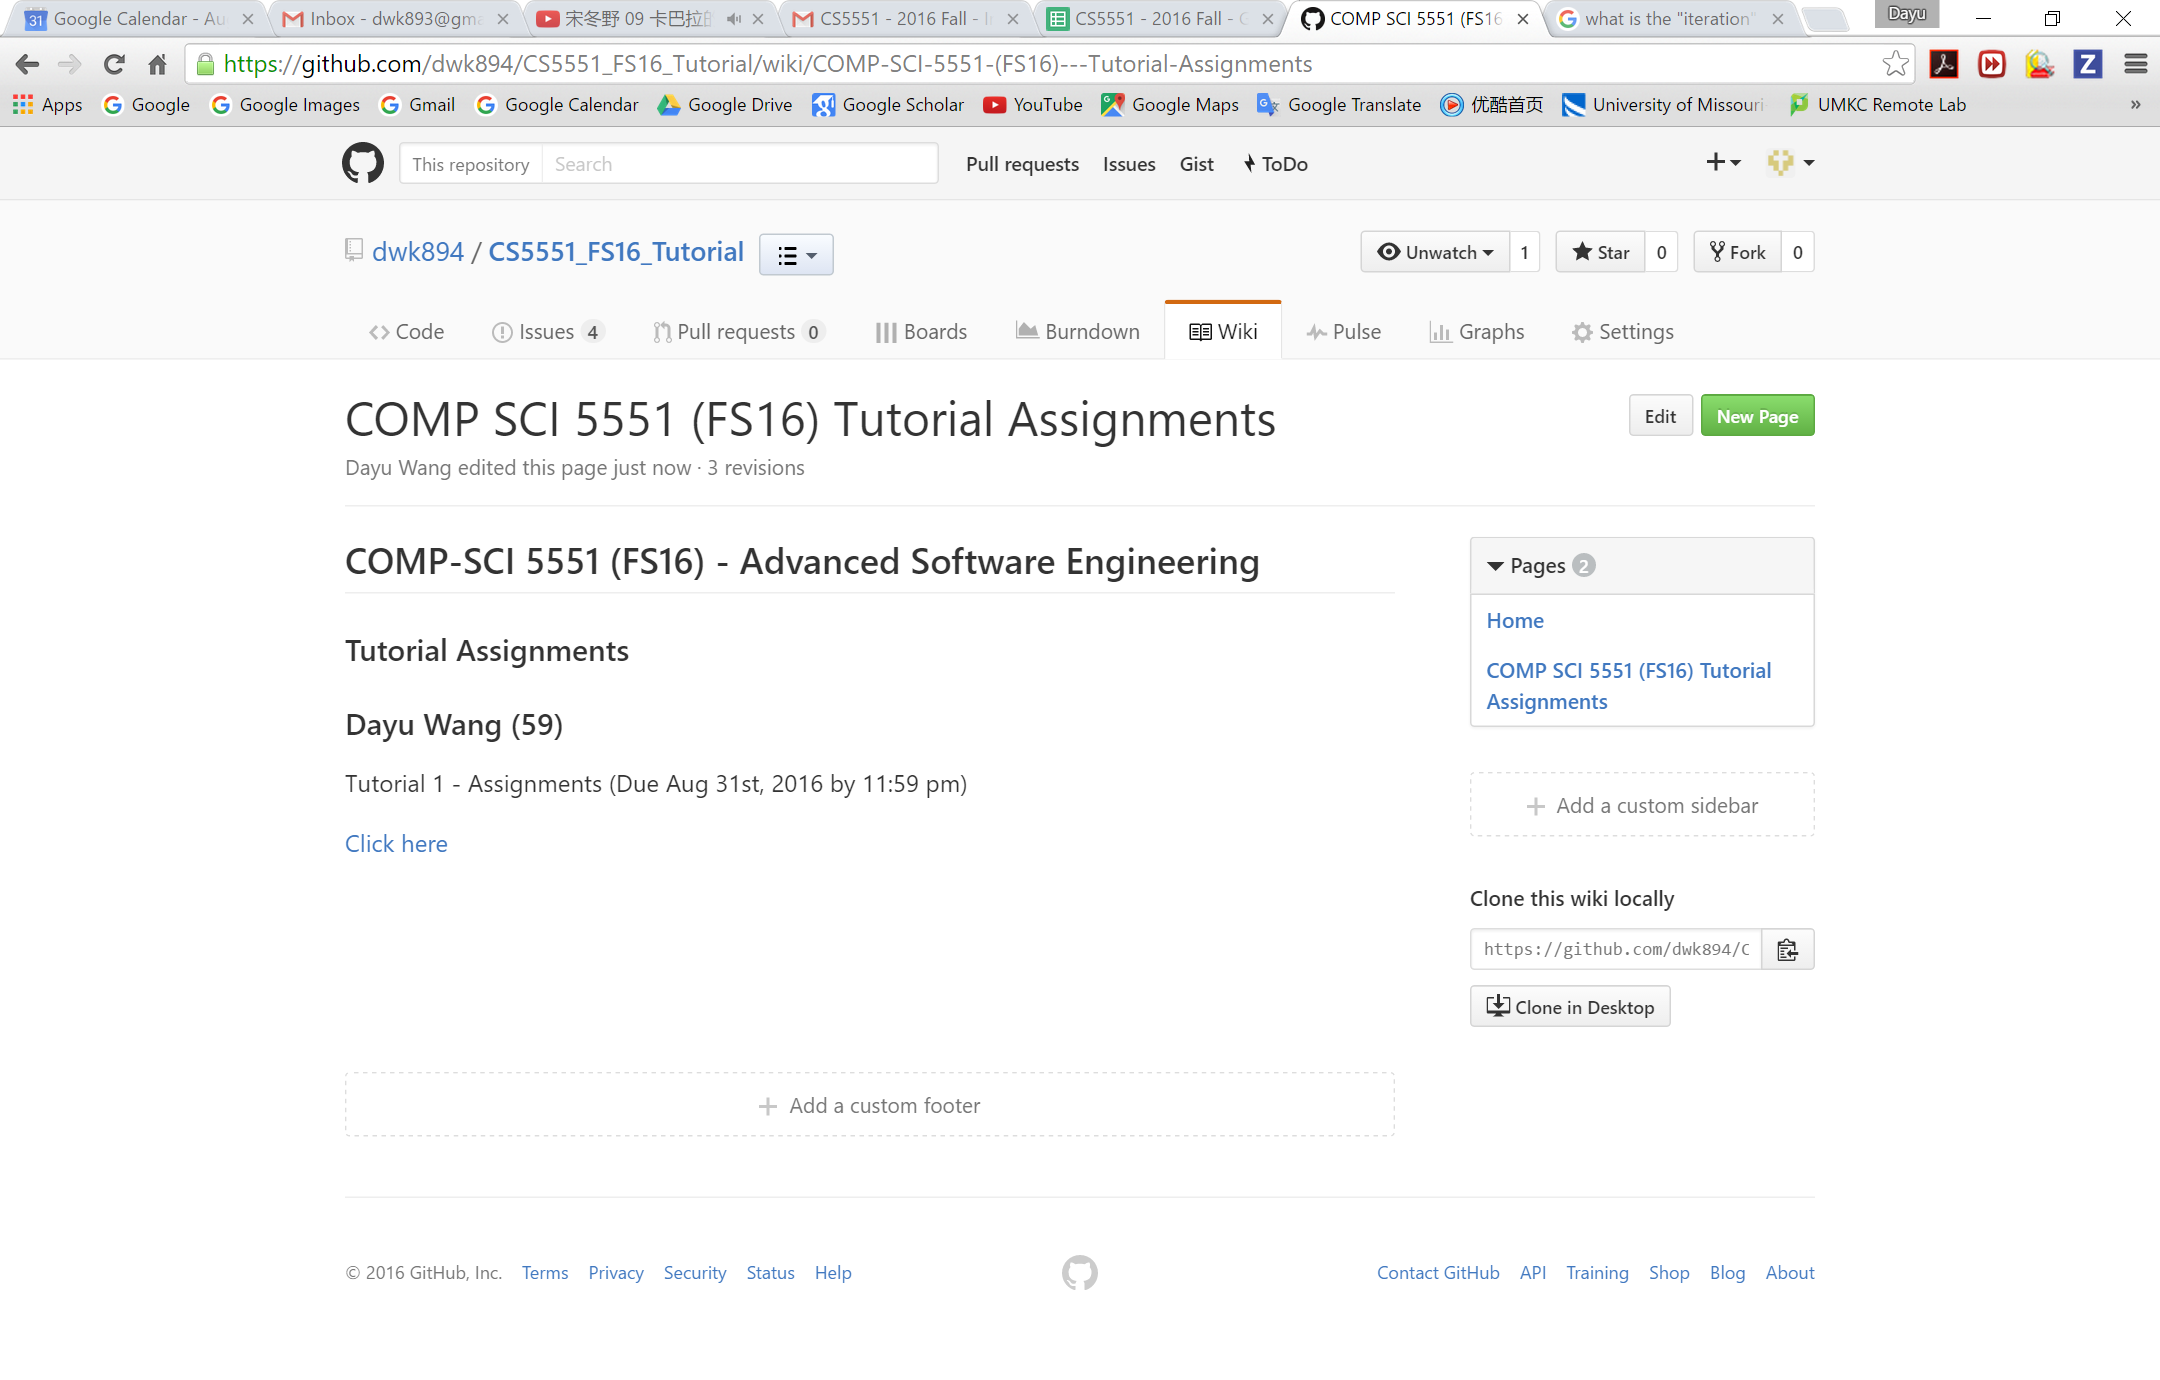 Google Calendar - Au
Inbox - dwk893@gma
宋冬野 09 卡巴拉
CS5551 - 2016 Fall - I
CS5551 - 2016 Fall -
COMP SCI 5551 (FS16
what is the "iteration"
Dayu
https://github.com/dwk894/CS5551_FS16_Tutorial/wiki/COMP-SCI-5551-(FS16)---Tutorial-Assignments
Apps Google Google Images Gmail Google Calendar Google Drive Google Scholar YouTube Google Maps Google Translate 优酷首页 University of Missouri UMKC Remote Lab »
This repository Search Pull requests Issues Gist ToDo
dwk894 / CS5551_FS16_Tutorial
Unwatch 1 Star 0 Fork 0
Code Issues 4 Pull requests 0 Boards Burndown Wiki Pulse Graphs Settings
COMP SCI 5551 (FS16) Tutorial Assignments
Edit New Page
Dayu Wang edited this page just now · 3 revisions
COMP-SCI 5551 (FS16) - Advanced Software Engineering
Tutorial Assignments
Dayu Wang (59)
Tutorial 1 - Assignments (Due Aug 31st, 2016 by 11:59 pm)
Click here
Pages 2
Home
COMP SCI 5551 (FS16) Tutorial
Assignments
+ Add a custom sidebar
Clone this wiki locally
https://github.com/dwk894/C
Clone in Desktop
+ Add a custom footer
© 2016 GitHub, Inc. Terms Privacy Security Status Help
Contact GitHub API Training Shop Blog About